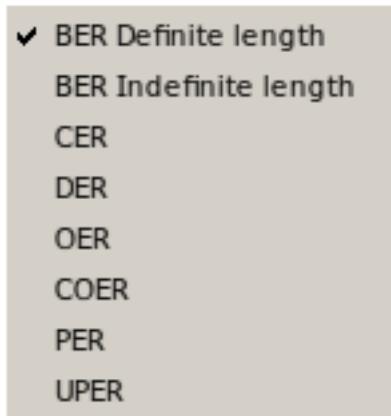 BER Definite length
BER Indefinite length
CER
DER
OER
COER
PER
UPER